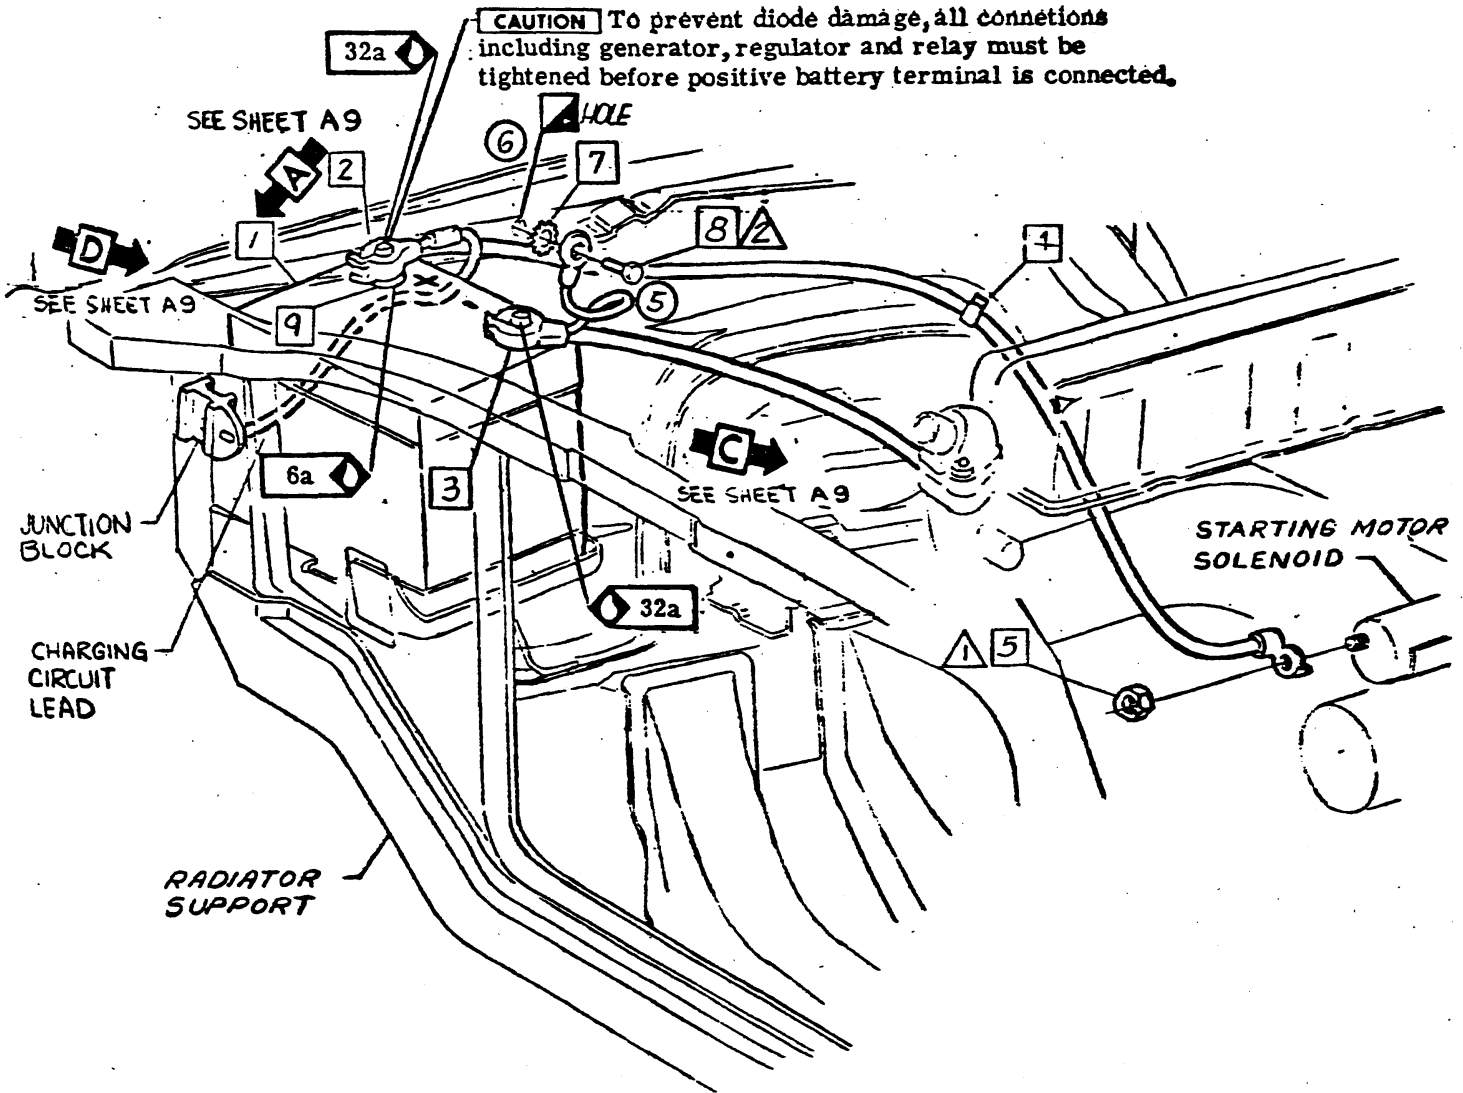 CAUTION To prevent diode damage, all connetions
including generator, regulator and relay must be
tightened before positive battery terminal is connected.
32a
HOLE
SEE SHEET A9
6
7
A
2
1
8 2
D
4
SEE SHEET A9
5
9
C
6a
3
SEE SHEET A9
JUNCTION
BLOCK
STARTING MOTOR
SOLENOID
32a
CHARGING
CIRCUIT
LEAD
1 5
RADIATOR
SUPPORT